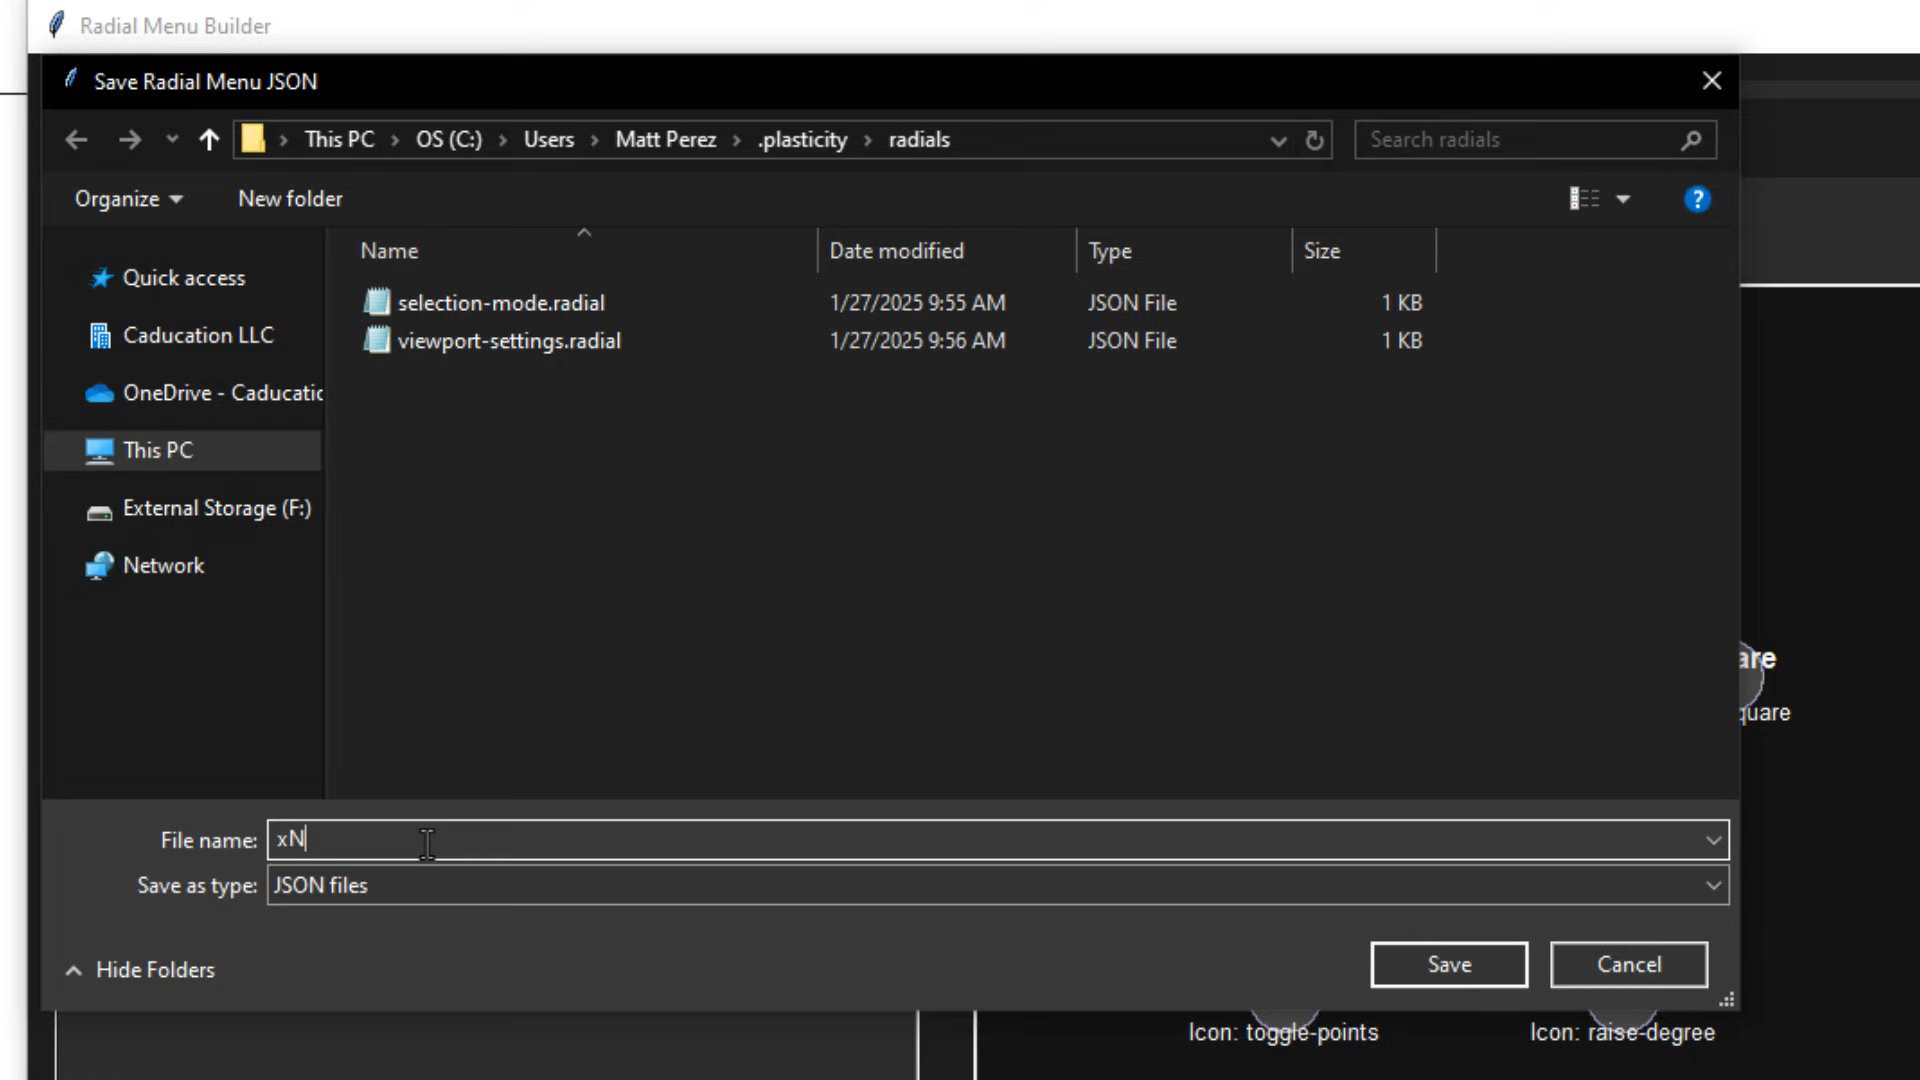 Radial Menu Builder
Save Radial Menu JSON
This PC > OS (C:) > Users > Matt Perez > .plasticity > radials
Search radials
Organize
New folder
?
Name
Date modified
Type
Size
Quick access
Caducation LLC
OneDrive - Caducatic
This PC
External Storage (F:)
Network
selection-mode.radial 1/27/2025 9:55 AM JSON File 1 KB
viewport-settings.radial 1/27/2025 9:56 AM JSON File 1 KB
are
quare
File name: xN
Save as type: JSON files
Hide Folders
Save
Cancel
Icon: toggle-points
Icon: raise-degree